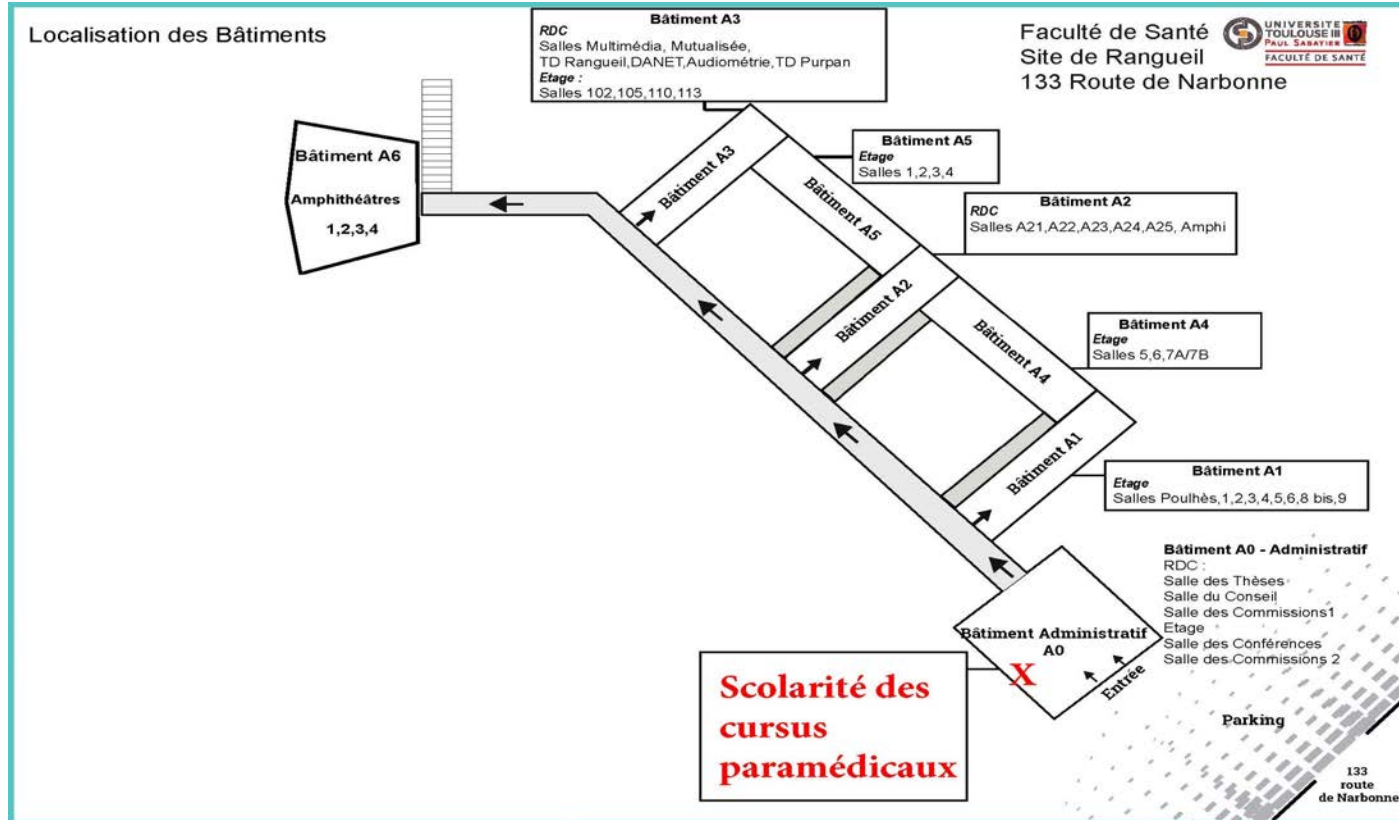 Localisation des Bâtiments
Bâtiment A3
RDC
Salles Multimédia, Mutualisée,
TD Rangueil,DANET,Audiométrie,TD Purpan
Etage :
Salles 102,105,110,113
Faculté de Santé
Site de Rangueil
133 Route de Narbonne
UNIVERSITE
TOULOUSE III
PAUL SABATIER
FACULTÉ DE SANTÉ
Bâtiment A6
Amphithéâtres
1,2,3,4
Bâtiment A3
Bâtiment A5
Etage
Salles 1,2,3,4
Bâtiment A5
Bâtiment A2
RDC
Salles A21,A22,A23,A24,A25, Amphi
Bâtiment A2
Bâtiment A4
Etage
Salles 5,6,7A/7B
Bâtiment A4
Bâtiment A1
Bâtiment A1
Etage
Salles Poulhès,1,2,3,4,5,6,8 bis,9
Bâtiment A0 - Administratif
RDC :
Salle des Thèses
Salle du Conseil
Salle des Commissions1
Etage
Salle des Conférences
Salle des Commissions 2
Bâtiment Administratif
A0
X
Entrée
Scolarité des
cursus
paramédicaux
Parking
133
route
de Narbonne